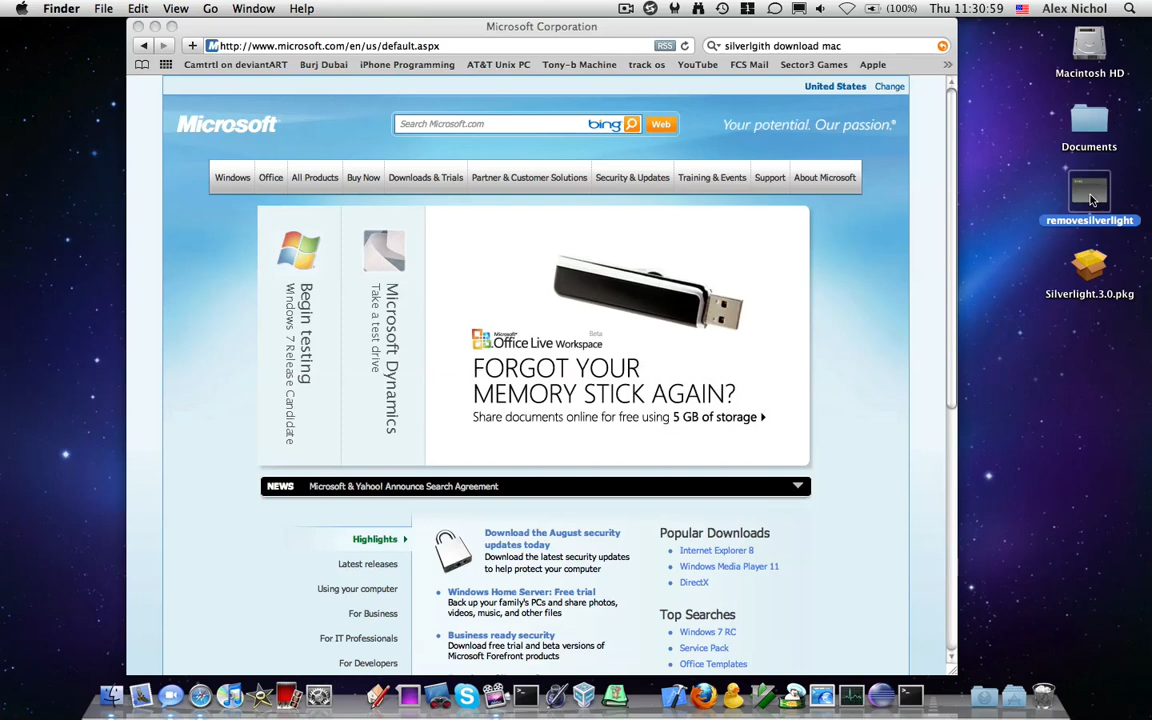 Finder File Edit View Go Window Help (100%) Thu 11:30:59 Alex Nichol
Microsoft Corporation
http://www.microsoft.com/en/us/default.aspx RSS silverlgith download mac
Camtrtl on deviantART Burj Dubai iPhone Programming AT&T Unix PC Tony-b Machine track os YouTube FCS Mail Sector3 Games Apple »
United States Change
Microsoft Search Microsoft.com bing Web Your potential. Our passion.®
Windows Office All Products Buy Now Downloads & Trials Partner & Customer Solutions Security & Updates Training & Events Support About Microsoft
Begin testing
Windows 7 Release Candidate
Microsoft Dynamics
Take a test drive
Microsoft® Beta
Office Live Workspace
FORGOT YOUR
MEMORY STICK AGAIN?
Share documents online for free using 5 GB of storage
NEWS Microsoft & Yahoo! Announce Search Agreement
Highlights
Latest releases
Using your computer
For Business
For IT Professionals
For Developers
Download the August security
updates today
Download the latest security updates
to help protect your computer
Windows Home Server: Free trial
Back up your family's PCs and share photos,
videos, music, and other files
Business ready security
Download free trial and beta versions of
Microsoft Forefront products
Popular Downloads
Internet Explorer 8
Windows Media Player 11
DirectX
Top Searches
Windows 7 RC
Service Pack
Office Templates
Macintosh HD
Documents
removesilverlight
Silverlight.3.0.pkg